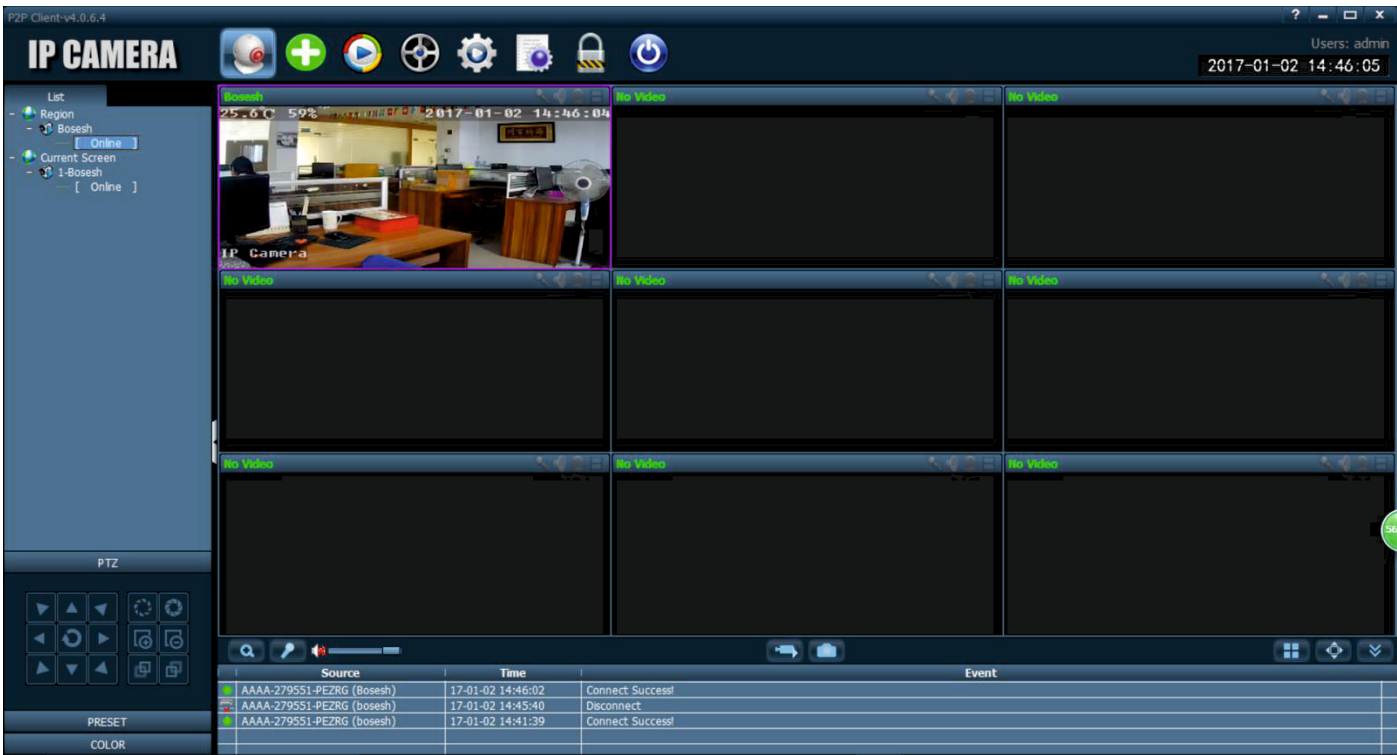 P2P Client-v4.0.6.4
?
IP CAMERA
Users: admin
2017-01-02 14:46:05
List
Region
Bosesh
[ Online ]
Current Screen
1-Bosesh
[ Online ]
Bosesh
No Video
No Video
25.6°C 59% 2017-01-02 14:46:04
IP Camera
No Video
No Video
No Video
No Video
No Video
No Video
56
PTZ
PRESET
COLOR
Source Time Event
AAAA-279551-PEZRG (Bosesh) 17-01-02 14:46:02 Connect Success!
AAAA-279551-PEZRG (bosesh) 17-01-02 14:45:40 Disconnect
AAAA-279551-PEZRG (bosesh) 17-01-02 14:41:39 Connect Success!